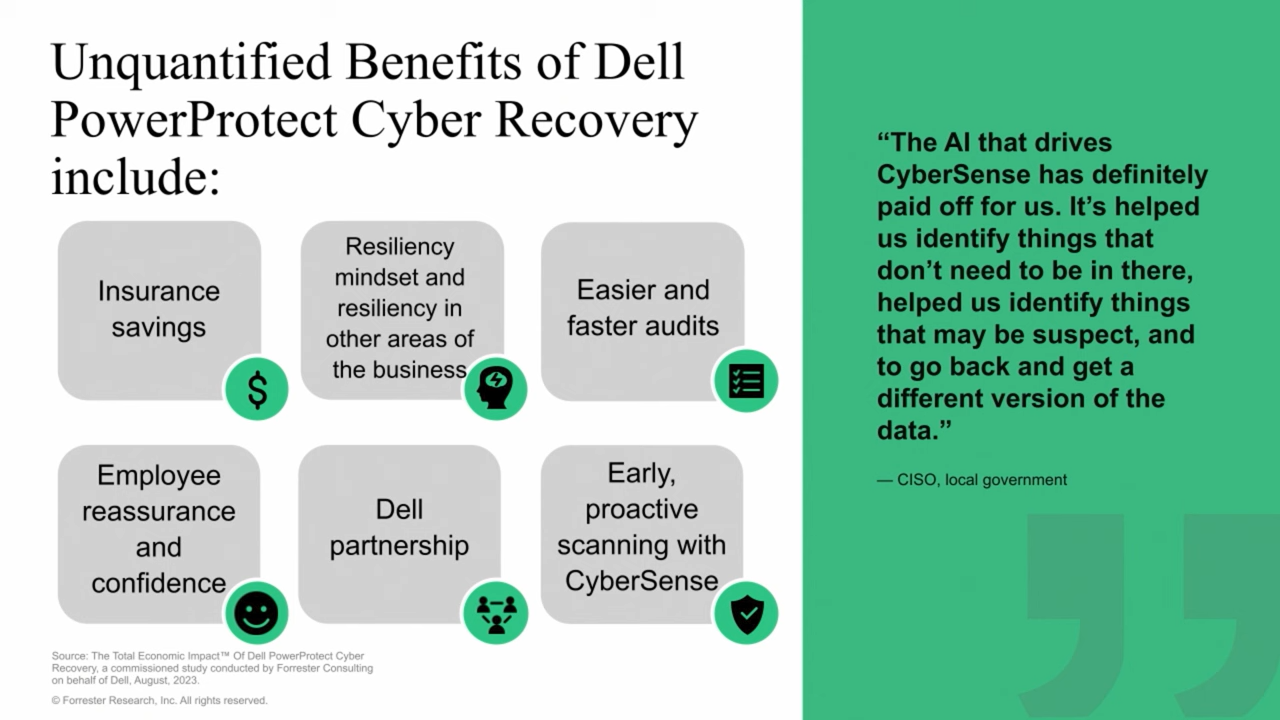 Unquantified Benefits of Dell
PowerProtect Cyber Recovery
include:
Insurance
savings
$
Resiliency
mindset and
resiliency in
other areas of
the business
Easier and
faster audits
Employee
reassurance
and
confidence
Dell
partnership
Early,
proactive
scanning with
CyberSense
Source: The Total Economic Impact™ Of Dell PowerProtect Cyber
Recovery, a commissioned study conducted by Forrester Consulting
on behalf of Dell, August, 2023.
© Forrester Research, Inc. All rights reserved.
“The AI that drives
CyberSense has definitely
paid off for us. It’s helped
us identify things that
don’t need to be in there,
helped us identify things
that may be suspect, and
to go back and get a
different version of the
data.”
— CISO, local government